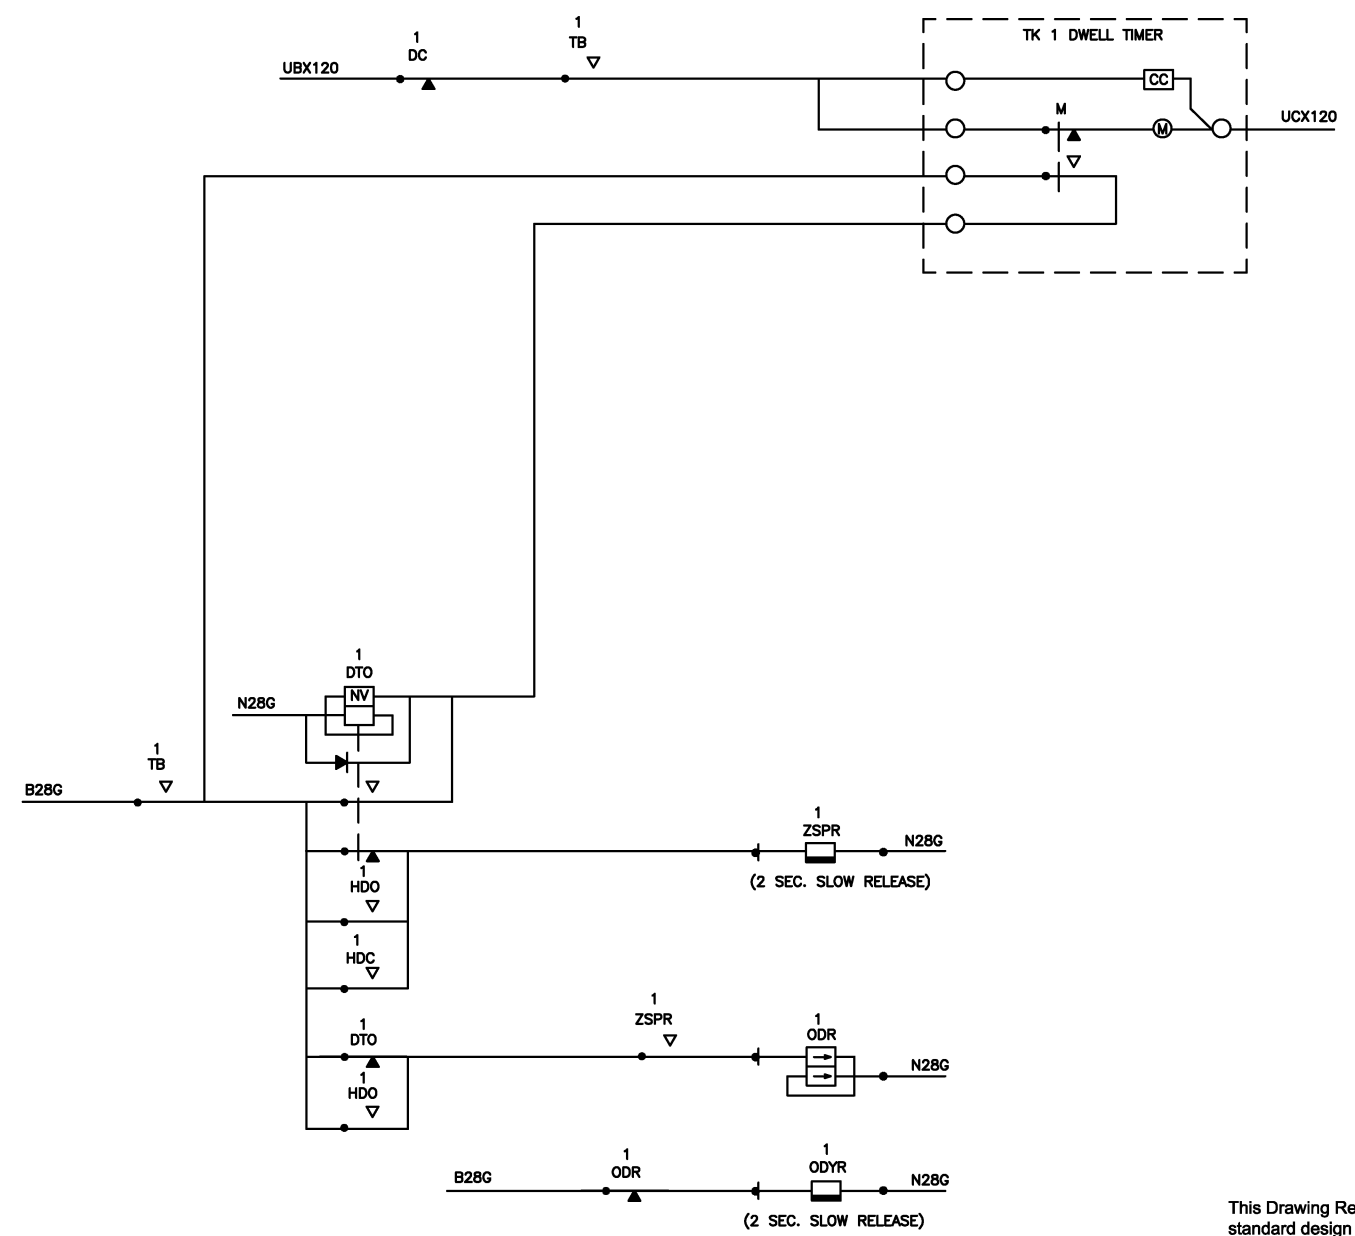 1
DC
1
TB
TK 1 DWELL TIMER
UBX120
CC
M
M
UCX120
1
DTO
NV
N28G
1
TB
B28G
1
ZSPR
N28G
(2 SEC. SLOW RELEASE)
1
HDO
1
HDC
1
DTO
1
ZSPR
1
ODR
N28G
1
HDO
B28G
1
ODR
1
ODYR
N28G
(2 SEC. SLOW RELEASE)
This Drawing Re
standard design